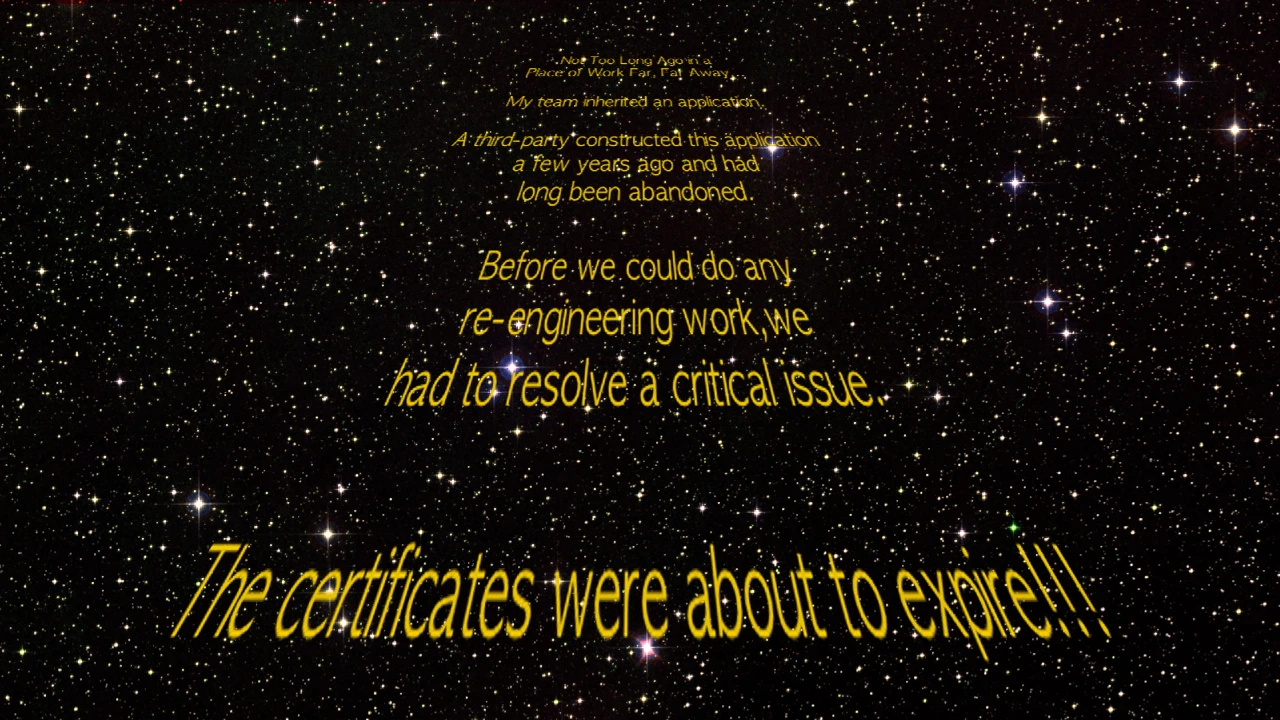 Not Too Long Ago in a
Place of Work Far, Far Away...
My team inherited an application.
A third-party constructed this application
a few years ago and had
long been abandoned.
Before we could do any
re-engineering work,we
had to resolve a critical issue.
The certificates were about to expire!!!